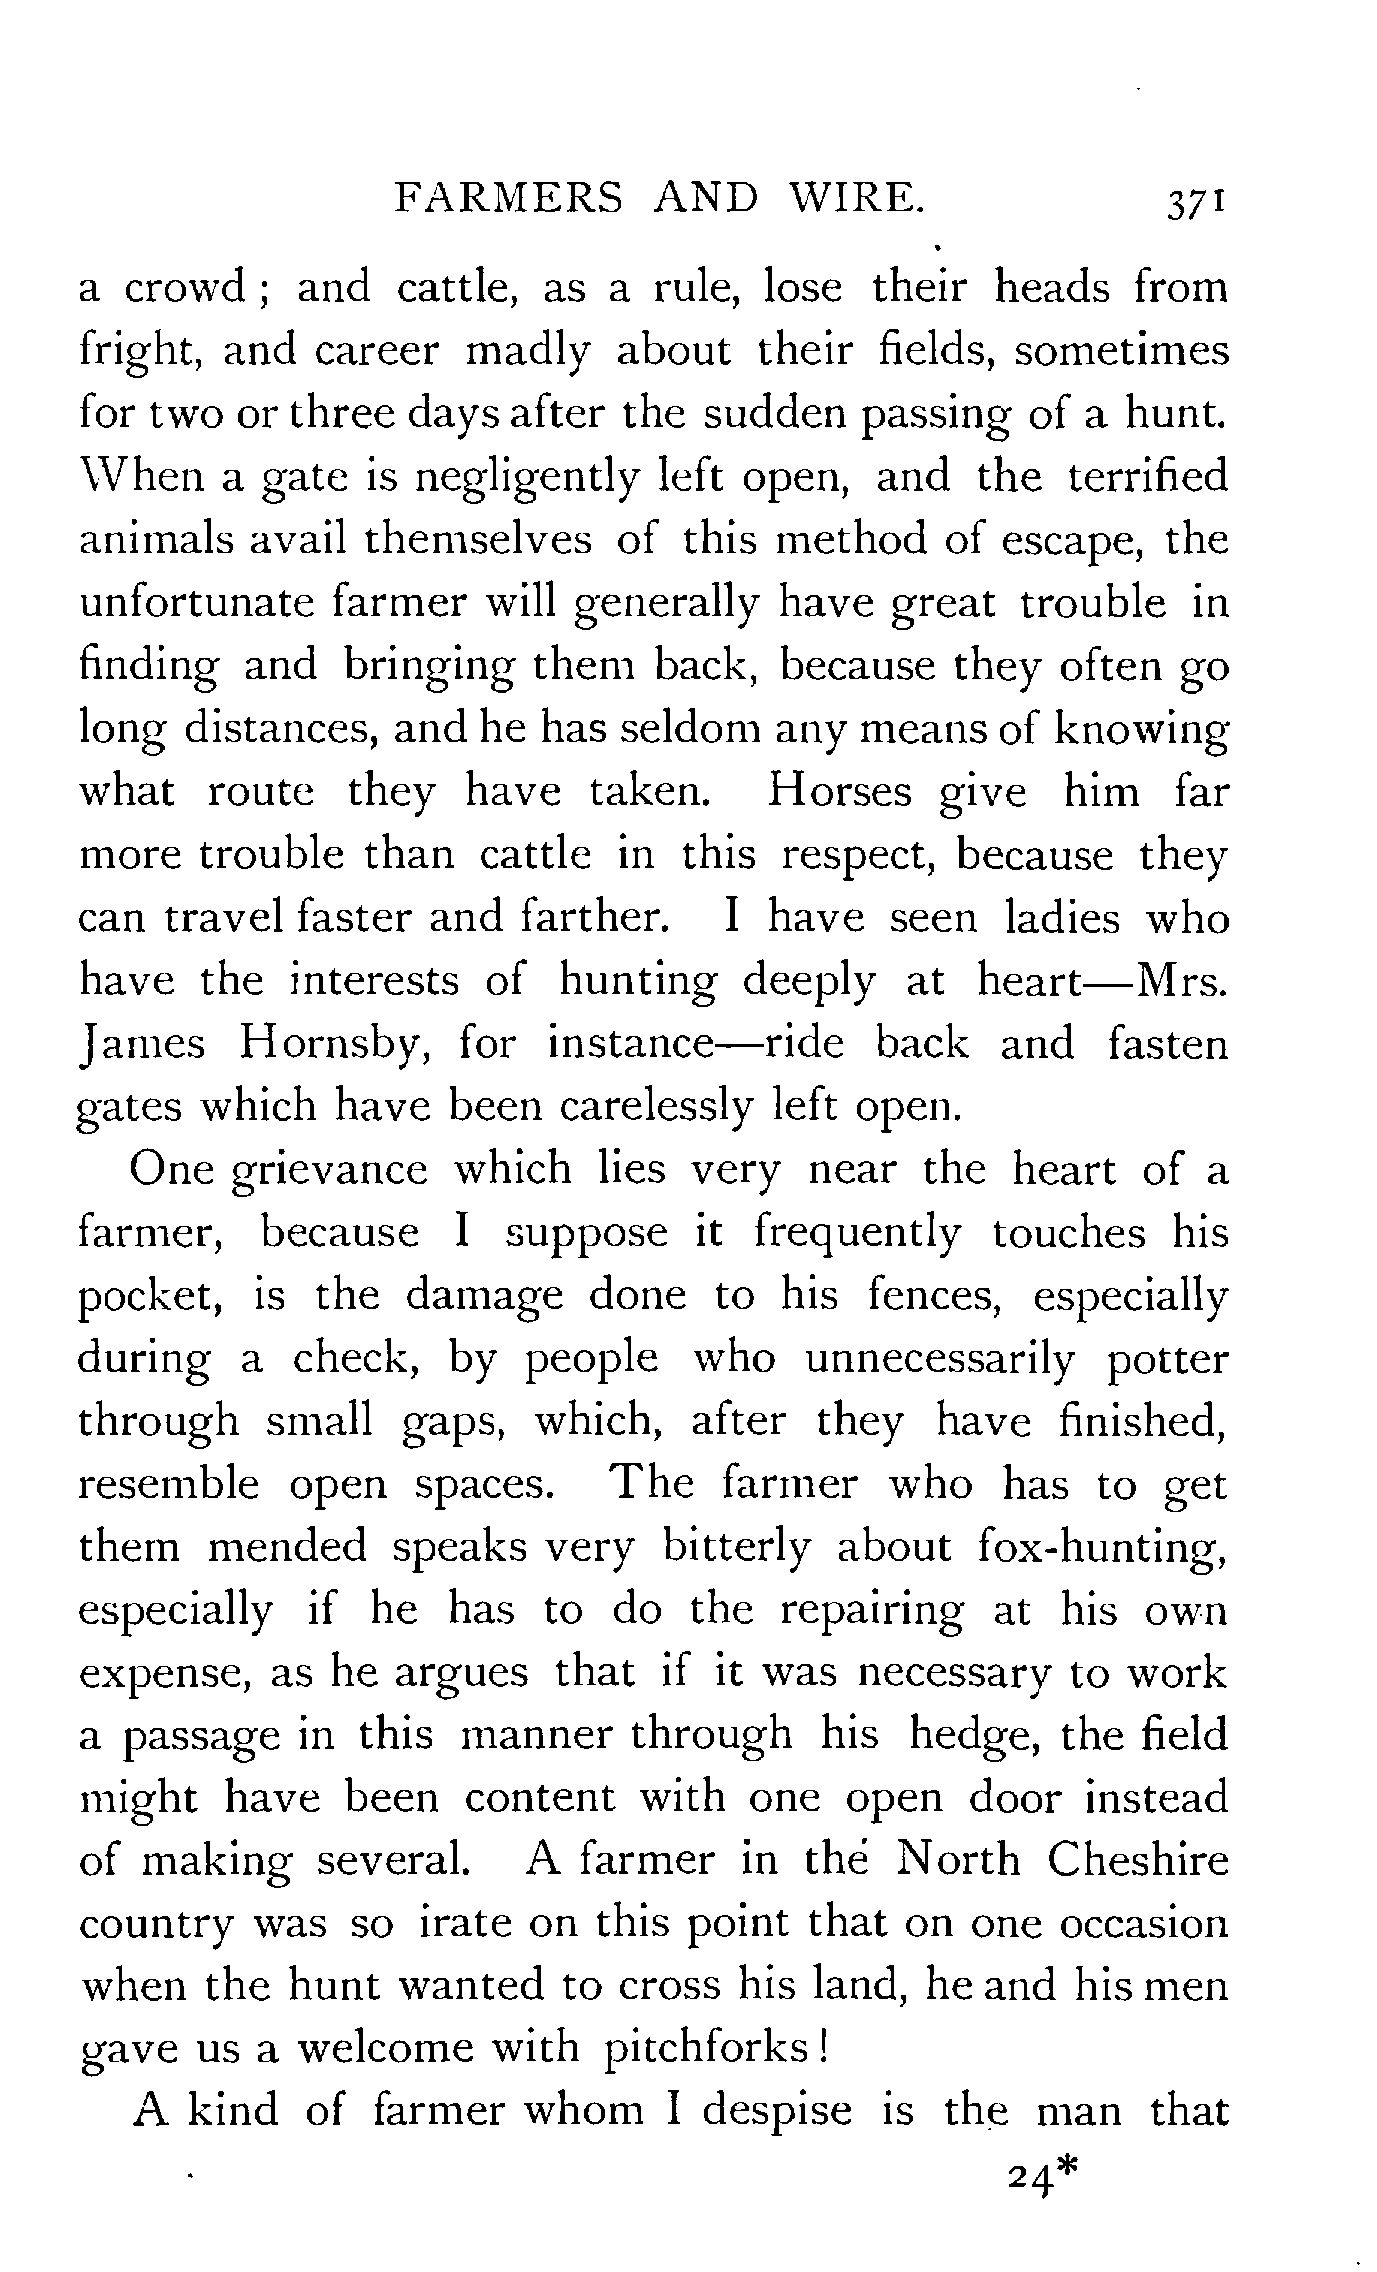 FARMERS AND WIRE. 371
a crowd ; and cattle, as a rule, lose their heads from
fright, and career madly about their fields, sometimes
for two or three days after the sudden passing of a hunt.
When a gate is negligently left open, and the terrified
animals avail themselves of this method of escape, the
unfortunate farmer will generally have great trouble in
finding and bringing them back, because they often go
long distances, and he has seldom any means of knowing
what route they have taken. Horses give him far
more trouble than cattle in this respect, because they
can travel faster and farther. I have seen ladies who
have the interests of hunting deeply at heart—Mrs.
James Hornsby, for instance—ride back and fasten
gates which have been carelessly left open.
One grievance which lies very near the heart of a
farmer, because I suppose it frequently touches his
pocket, is the damage done to his fences, especially
during a check, by people who unnecessarily potter
through small gaps, which, after they have finished,
resemble open spaces. The farmer who has to get
them mended speaks very bitterly about fox-hunting,
especially if he has to do the repairing at his own
expense, as he argues that if it was necessary to work
a passage in this manner through his hedge, the field
might have been content with one open door instead
of making several. A farmer in the North Cheshire
country was so irate on this point that on one occasion
when the hunt wanted to cross his land, he and his men
gave us a welcome with pitchforks !
A kind of farmer whom I despise is the man that
24*